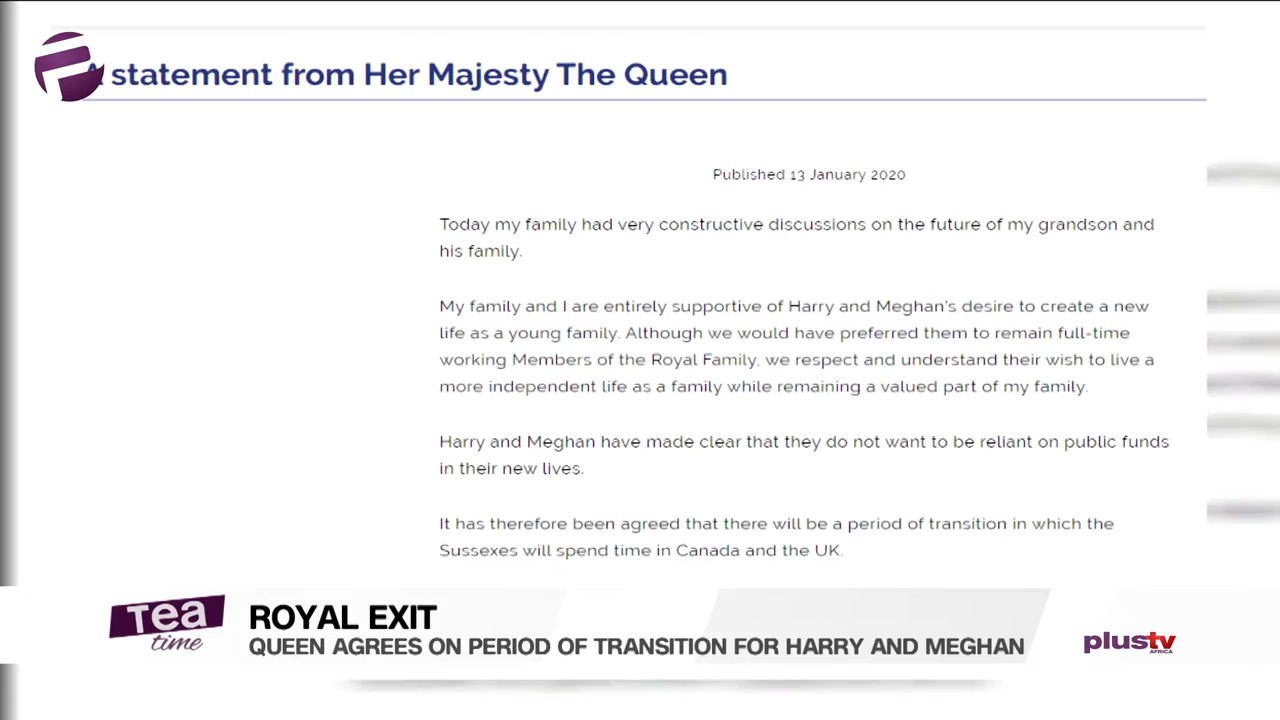 A statement from Her Majesty The Queen
Published 13 January 2020
Today my family had very constructive discussions on the future of my grandson and
his family.
My family and I are entirely supportive of Harry and Meghan's desire to create a new
life as a young family. Although we would have preferred them to remain full-time
working Members of the Royal Family, we respect and understand their wish to live a
more independent life as a family while remaining a valued part of my family.
Harry and Meghan have made clear that they do not want to be reliant on public funds
in their new lives.
It has therefore been agreed that there will be a period of transition in which the
Sussexes will spend time in Canada and the UK.
Tea
time
ROYAL EXIT
QUEEN AGREES ON PERIOD OF TRANSITION FOR HARRY AND MEGHAN
plustv
AFRICA